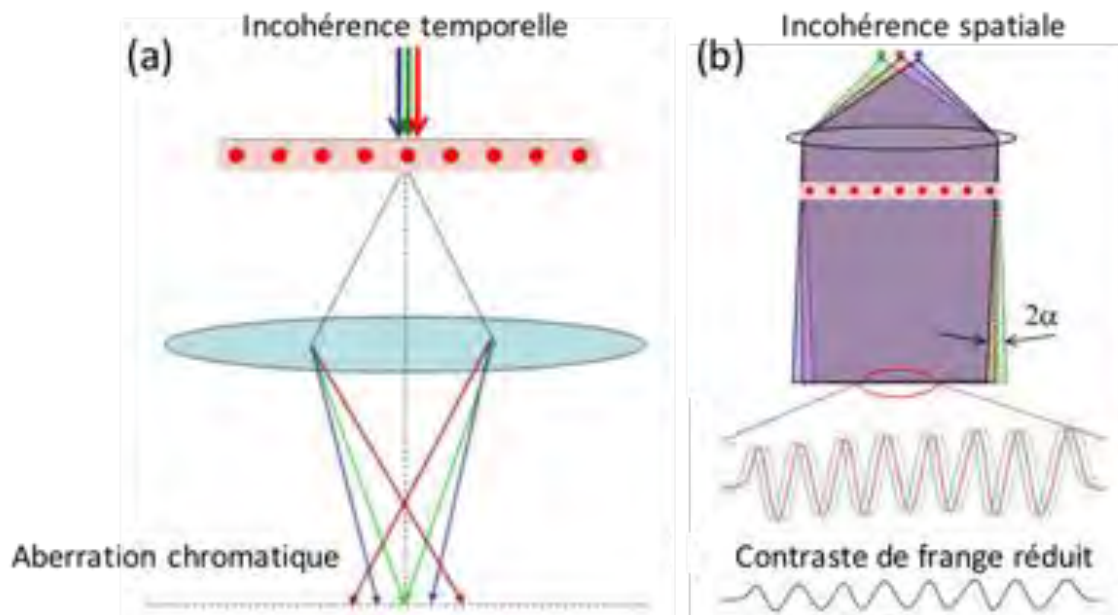 Incohérence temporelle
(a)
Aberration chromatique
Incohérence spatiale
(b)
2α
Contraste de frange réduit